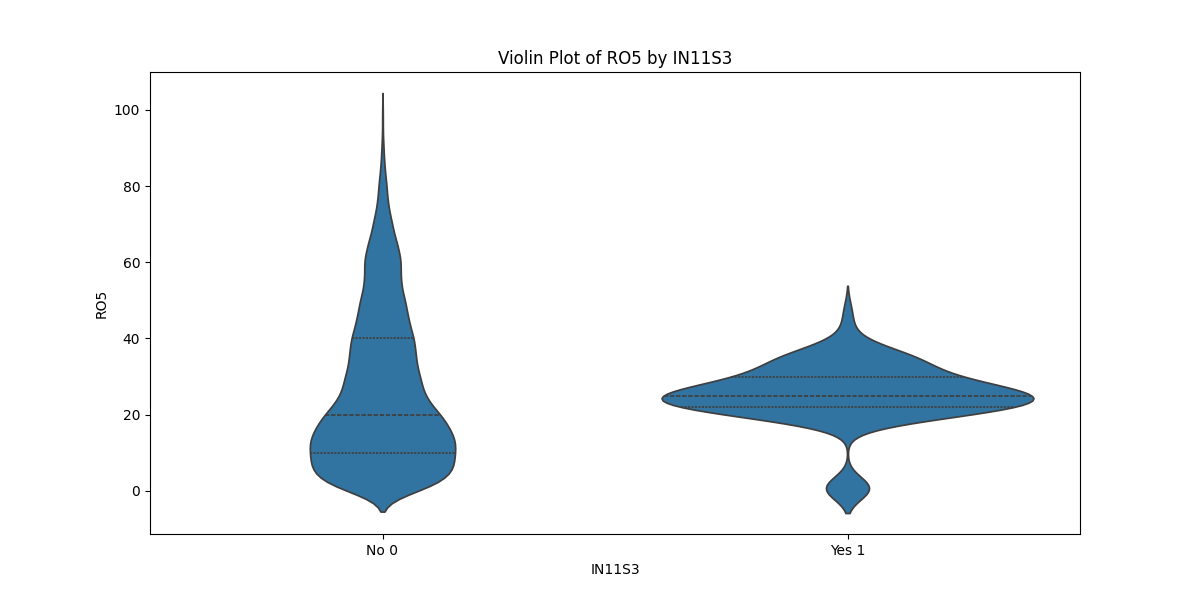 Violin Plot of RO5 by IN11S3
100
80
60
40
20
0
RO5
No 0
Yes 1
IN11S3